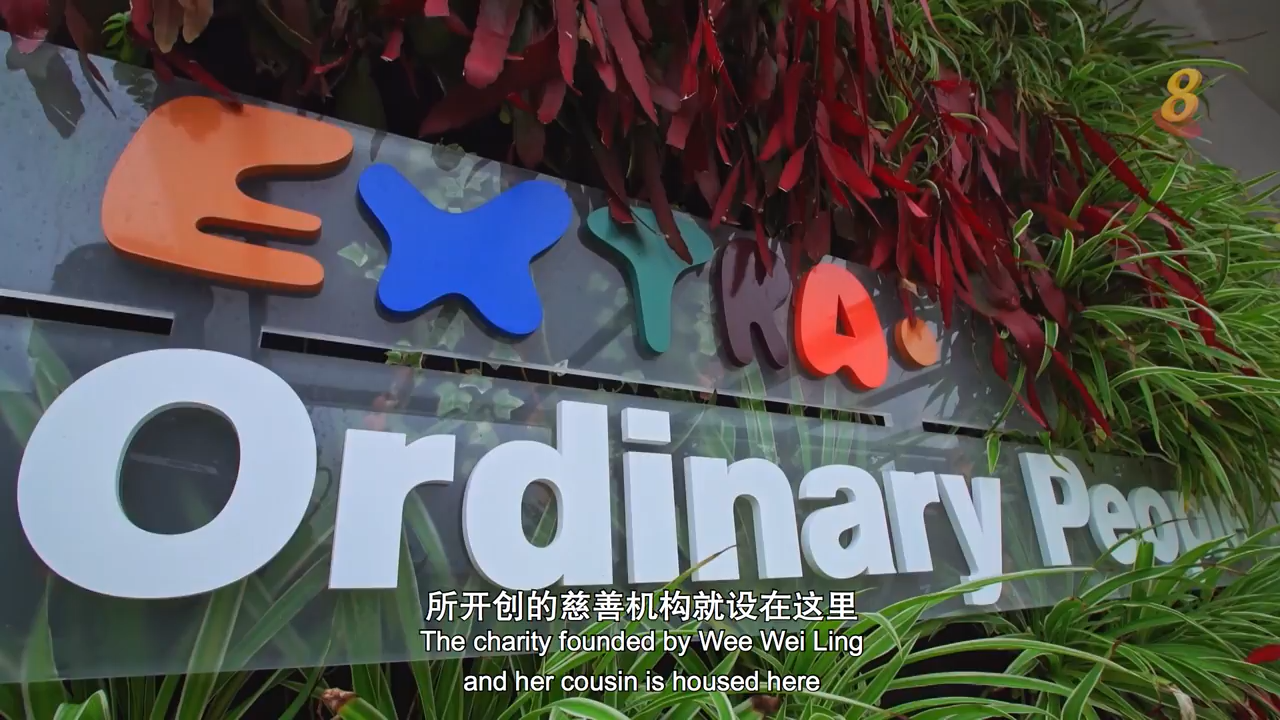 8
EXTRA.
Ordinary People
所开创的慈善机构就设在这里
The charity founded by Wee Wei Ling
and her cousin is housed here